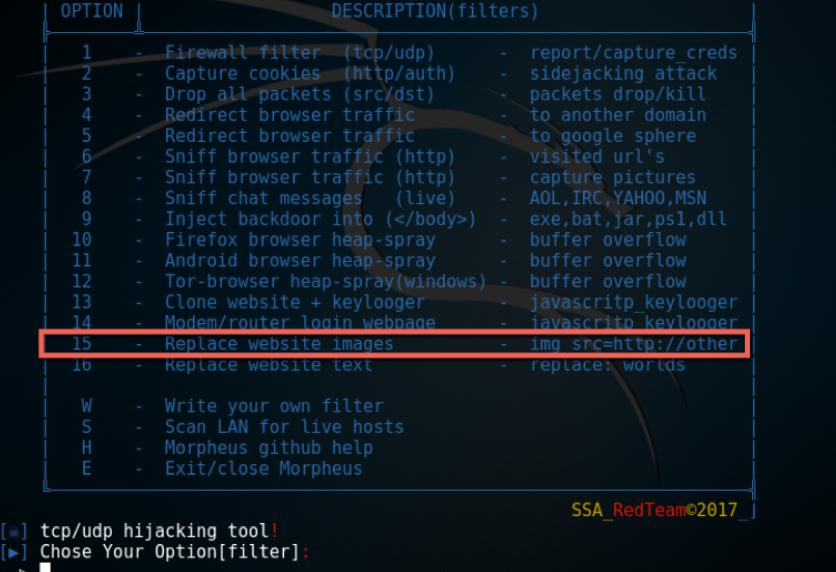 OPTION | DESCRIPTION(filters)
1 - Firewall filter (tcp/udp) - report/capture_creds
2 - Capture cookies (http/auth) - sidejacking attack
3 - Drop all packets (src/dst) - packets drop/kill
4 - Redirect browser traffic - to another domain
5 - Redirect browser traffic - to google sphere
6 - Sniff browser traffic (http) - visited url's
7 - Sniff browser traffic (http) - capture pictures
8 - Sniff chat messages (live) - AOL,IRC,YAHOO,MSN
9 - Inject backdoor into (</body>) - exe,bat,jar,ps1,dll
10 - Firefox browser heap-spray - buffer overflow
11 - Android browser heap-spray - buffer overflow
12 - Tor-browser heap-spray(windows) - buffer overflow
13 - Clone website + keylooger - javascritp_keylooger
14 - Modem/router login webpage - javascritp_keylooger
15 - Replace website images - img src=http://other
16 - Replace website text - replace: worlds
W - Write your own filter
S - Scan LAN for live hosts
H - Morpheus github help
E - Exit/close Morpheus
SSA_RedTeam©2017_
[☠] tcp/udp hijacking tool!
[►] Chose Your Option[filter]: